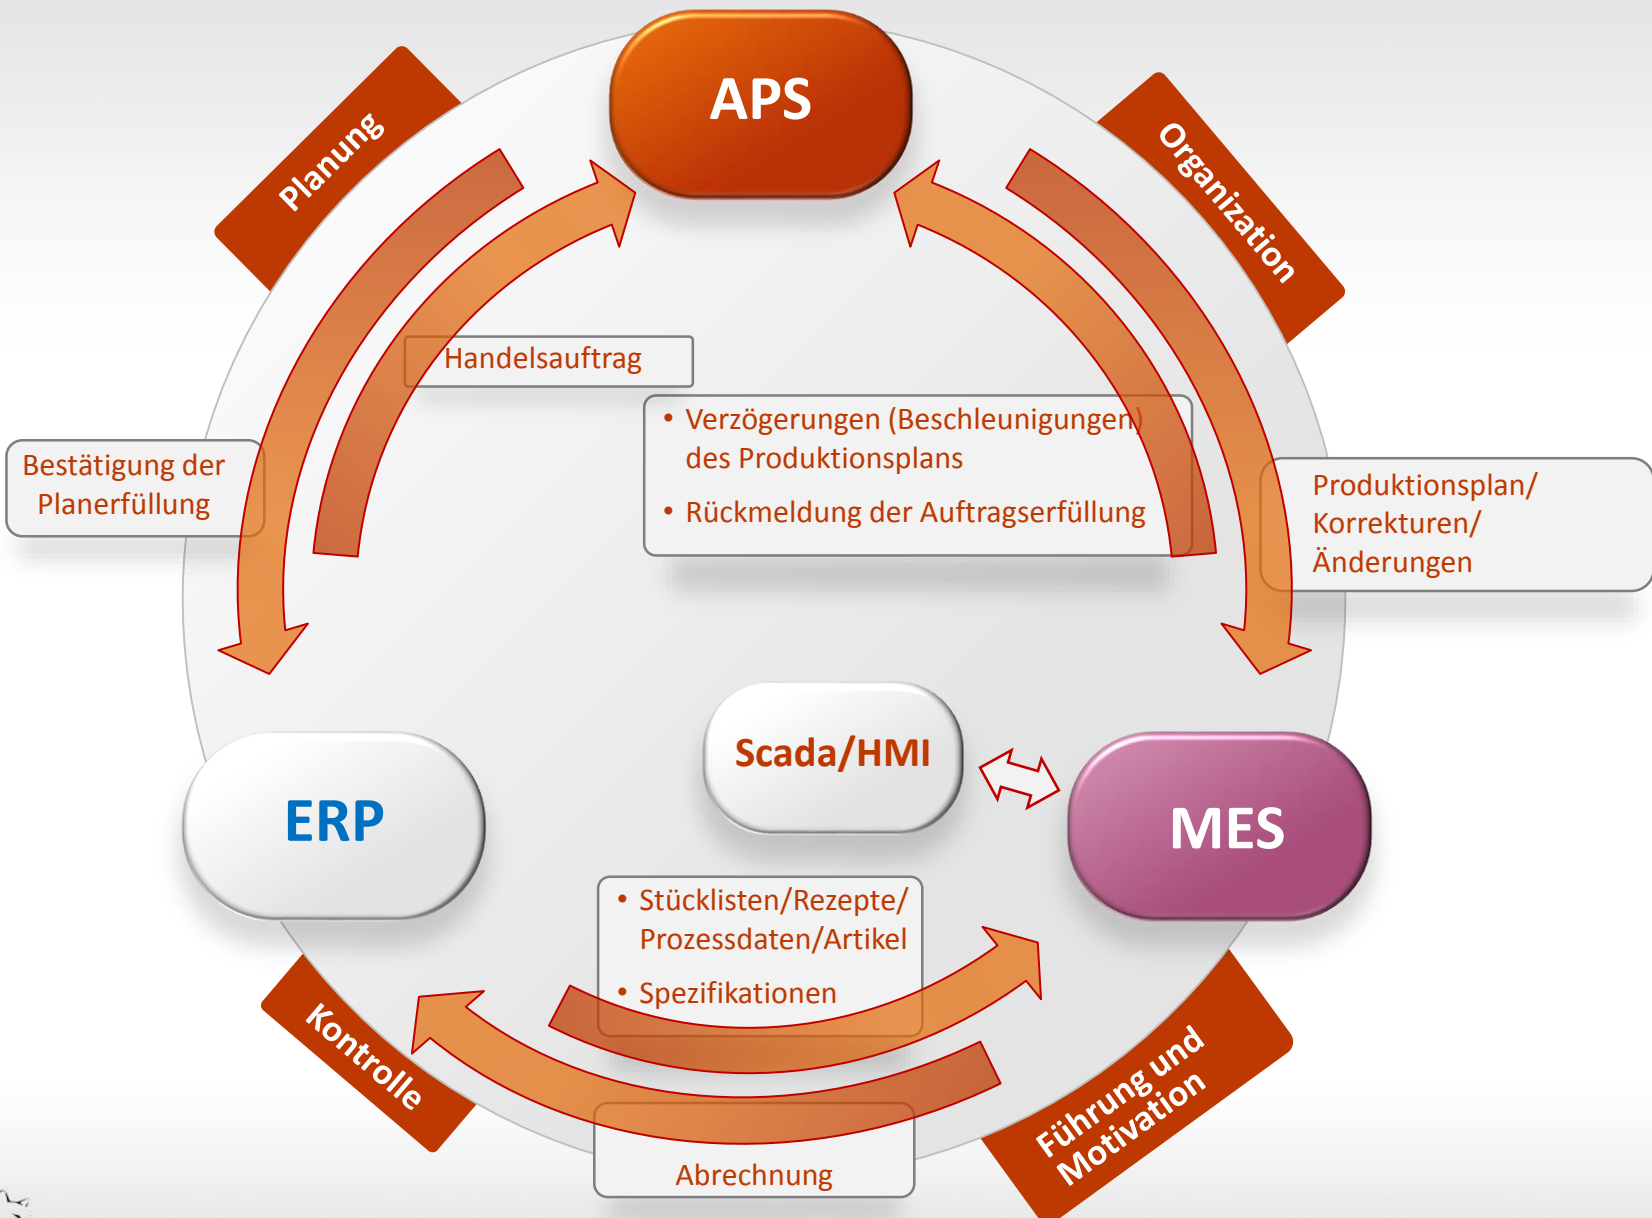 APS
Planung
Organization
Handelsauftrag
• Verzögerungen (Beschleunigungen)
des Produktionsplans
• Rückmeldung der Auftragserfüllung
Bestätigung der
Planerfüllung
Produktionsplan/
Korrekturen/
Änderungen
Scada/HMI
ERP
MES
• Stücklisten/Rezepte/
Prozessdaten/Artikel
• Spezifikationen
Kontrolle
Führung und
Motivation
Abrechnung